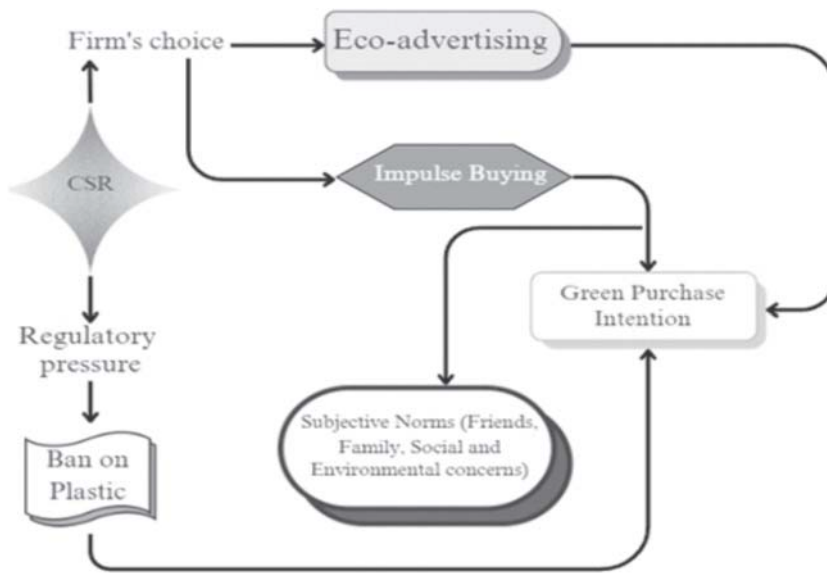 Firm's choice
Eco-advertising
CSR
Impulse Buying
Green Purchase
Intention
Regulatory
pressure
Subjective Norms (Friends,
Family, Social and
Environmental concerns)
Ban on
Plastic